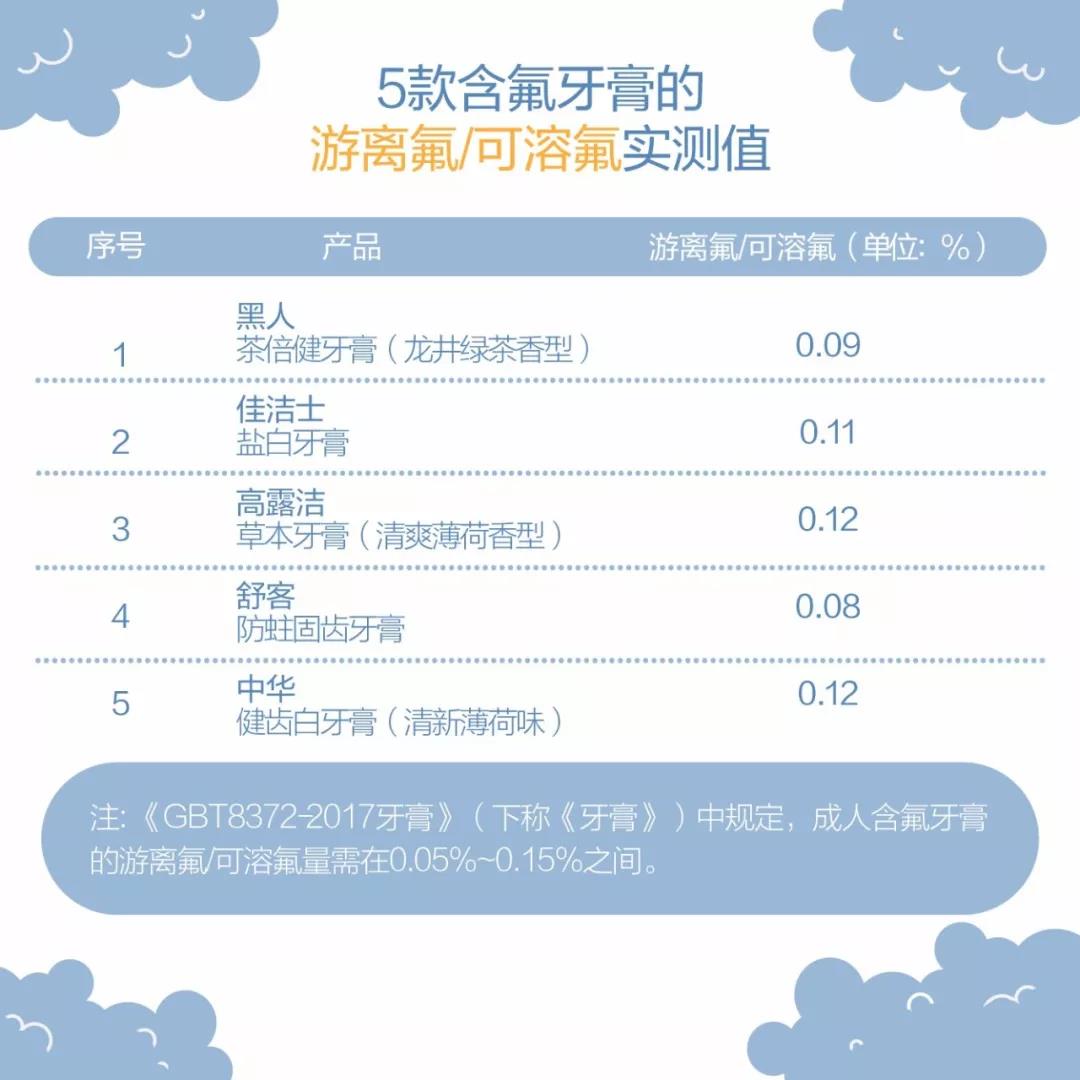 5款含氟牙膏的
游离氟/可溶氟实测值
序号 产品 游离氟/可溶氟（单位：%）
黑人
1 茶倍健牙膏（龙井绿茶香型） 0.09
佳洁士
2 盐白牙膏 0.11
高露洁
3 草本牙膏（清爽薄荷香型） 0.12
舒客
4 防蛀固齿牙膏 0.08
中华
5 健齿白牙膏（清新薄荷味） 0.12
注：《GBT8372-2017牙膏》（下称《牙膏》）中规定，成人含氟牙膏
的游离氟/可溶氟量需在0.05%~0.15%之间。